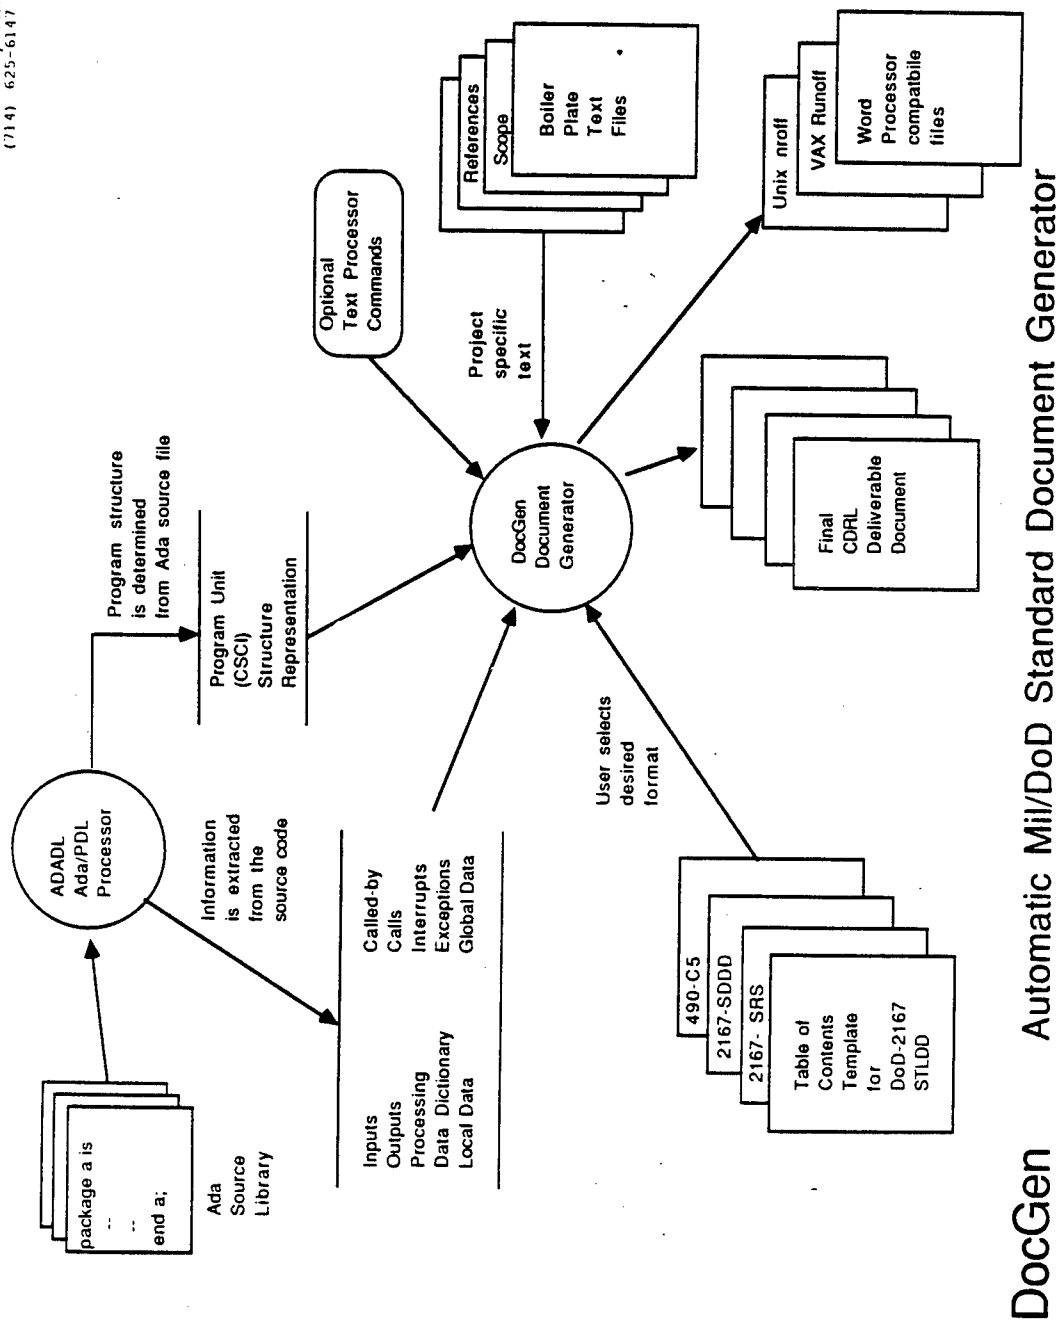 (714) 625-6147
package a is
--
--
end a;
Ada
Source
Library
ADADL
Ada/PDL
Processor
Program structure
is determined
from Ada source file
Program Unit
(CSCI)
Structure
Representation
Information
is extracted
from the
source code
Inputs
Outputs
Processing
Data Dictionary
Local Data
Called-by
Calls
Interrupts
Exceptions
Global Data
Optional
Text Processor
Commands
References
Scope
Boiler
Plate
Text
Files
Project
specific
text
DocGen
Document
Generator
User selects
desired
format
490-C5
2167-SDDD
2167- SRS
Table of
Contents
Template
for
DoD-2167
STLDD
Final
CDRL
Deliverable
Document
Unix nroff
VAX Runoff
Word
Processor
compatbile
files
DocGen Automatic Mil/DoD Standard Document Generator